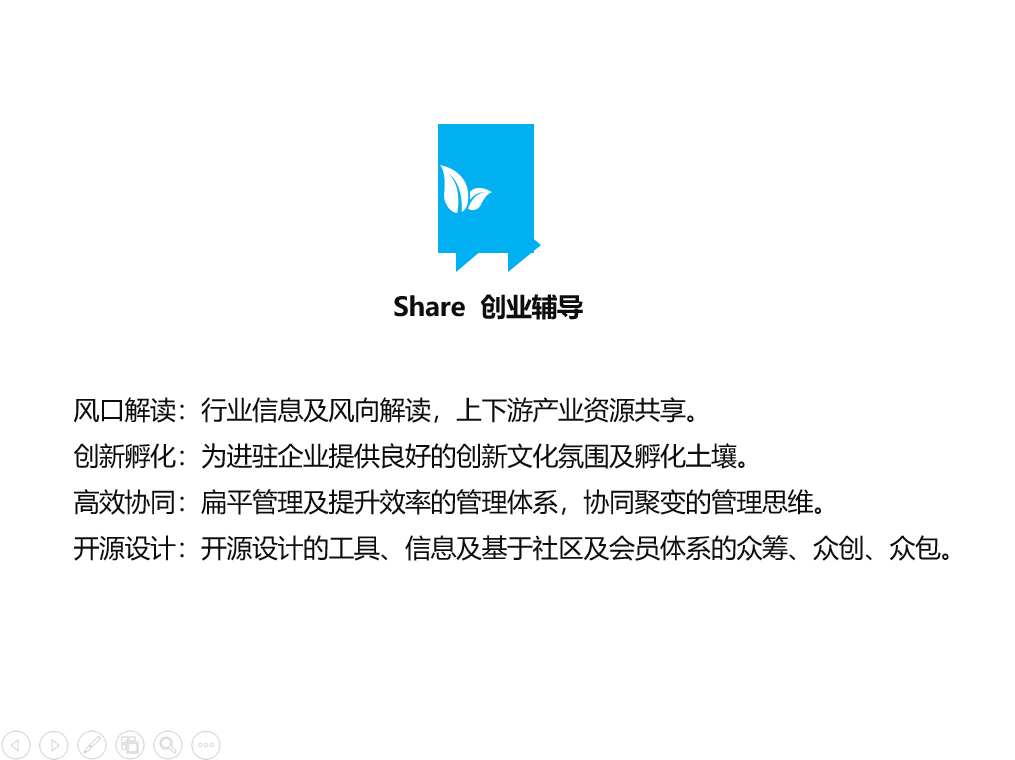 Share 创业辅导
风口解读：行业信息及风向解读，上下游产业资源共享。
创新孵化：为进驻企业提供良好的创新文化氛围及孵化土壤。
高效协同：扁平管理及提升效率的管理体系，协同聚变的管理思维。
开源设计：开源设计的工具、信息及基于社区及会员体系的众筹、众创、众包。